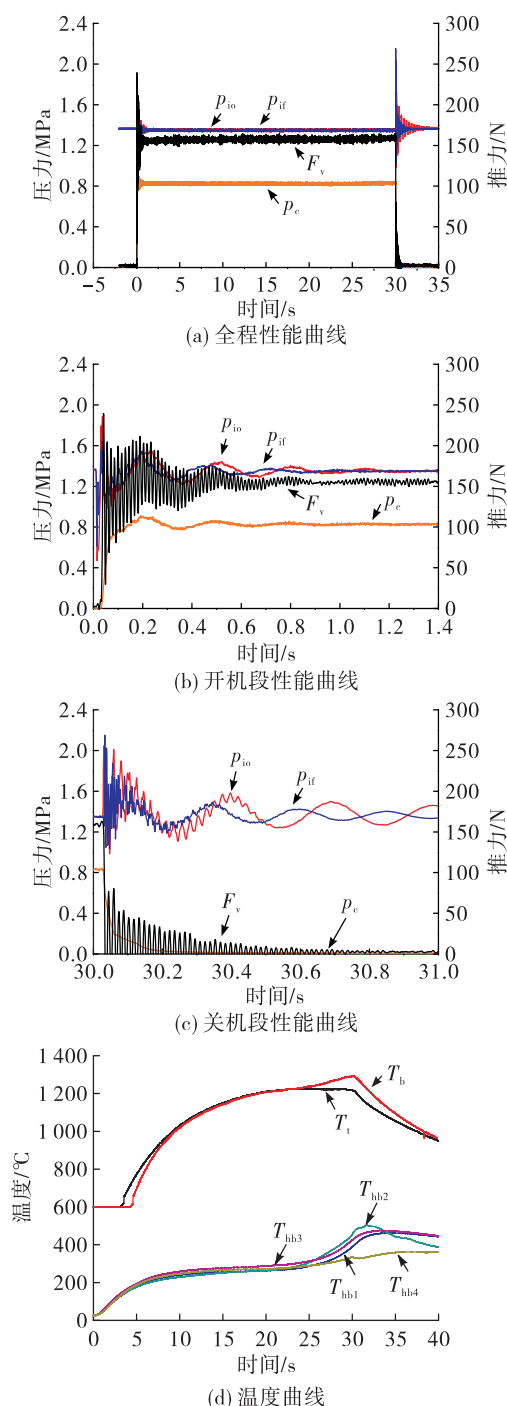 2.4 300
2.0 250
1.6 200
1.2 150
0.8 100
0.4 50
0.0 0
压力/MPa
推力/N
p_io p_if
F_v
p_c
−5 0 5 10 15 20 25 30 35
时间/s
(a) 全程性能曲线
2.4 300
2.0 250
1.6 200
1.2 150
0.8 100
0.4 50
0.0 0
压力/MPa
推力/N
p_io p_if
F_v p_c
0.0 0.2 0.4 0.6 0.8 1.0 1.2 1.4
时间/s
(b) 开机段性能曲线
2.4 300
2.0 250
1.6 200
1.2 150
0.8 100
0.4 50
0.0 0
压力/MPa
推力/N
p_io p_if
F_v p_c
30.0 30.2 30.4 30.6 30.8 31.0
时间/s
(c) 关机段性能曲线
1 400
1 200
1 000
800
600
400
200
0
温度/℃
T_b
T_t
T_hb2
T_hb3
T_hb1 T_hb4
0 5 10 15 20 25 30 35 40
时间/s
(d) 温度曲线